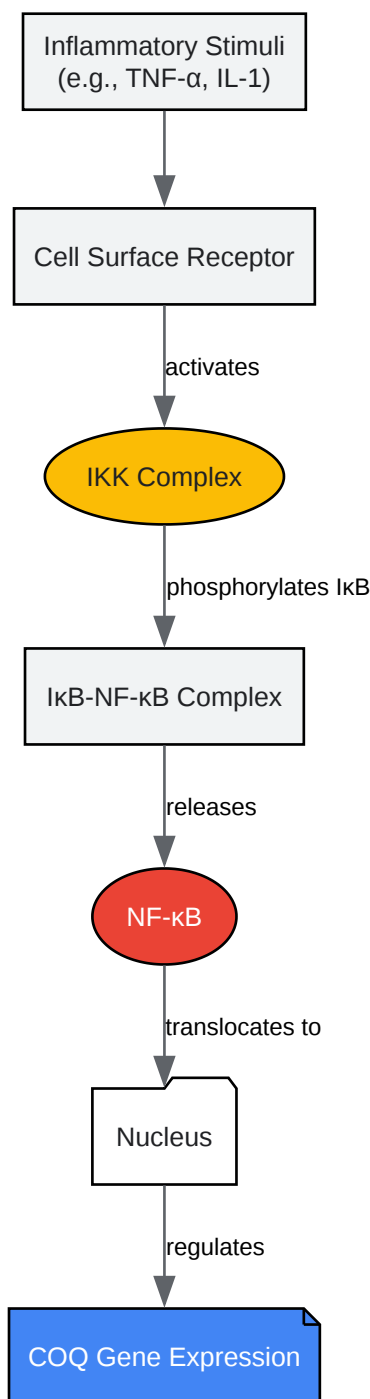 Inflammatory Stimuli
(e.g., TNF-α, IL-1)
Cell Surface Receptor
activates
IKK Complex
phosphorylates IκB
IκB-NF-κB Complex
releases
NF-κB
translocates to
Nucleus
regulates
COQ Gene Expression